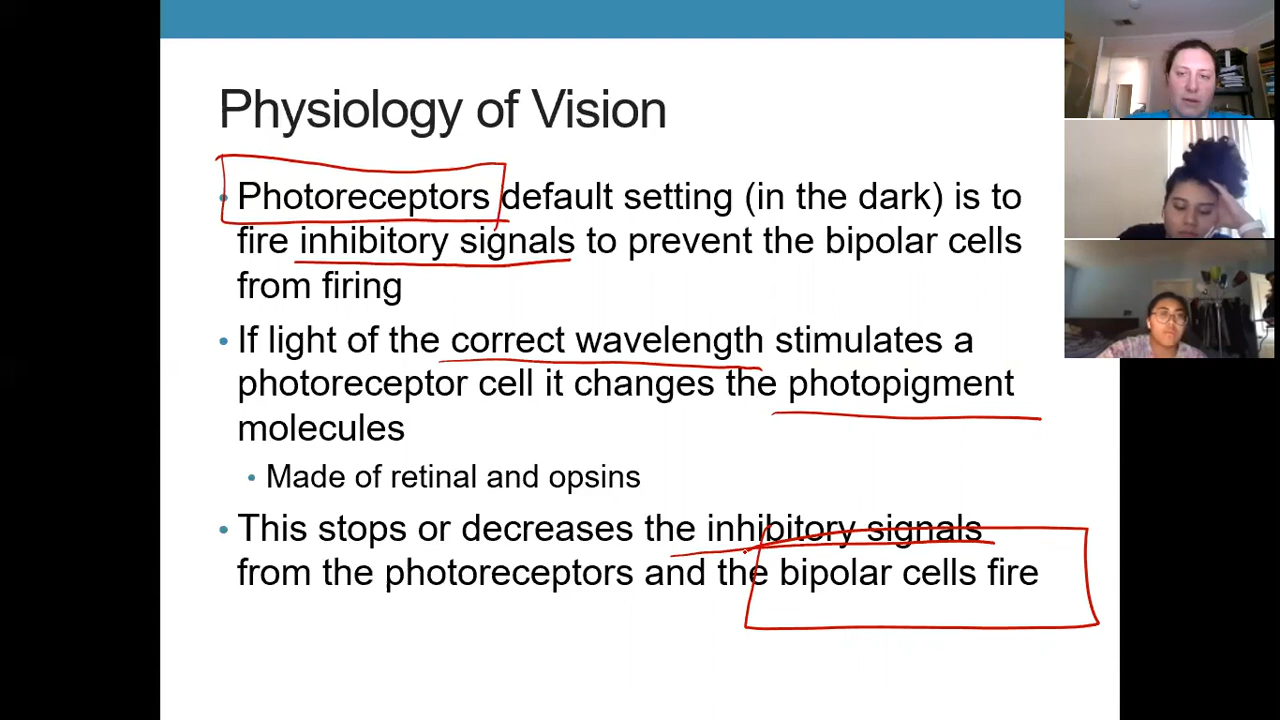 Physiology of Vision
• Photoreceptors default setting (in the dark) is to
fire inhibitory signals to prevent the bipolar cells
from firing
• If light of the correct wavelength stimulates a
photoreceptor cell it changes the photopigment
molecules
• Made of retinal and opsins
• This stops or decreases the inhibitory signals
from the photoreceptors and the bipolar cells fire